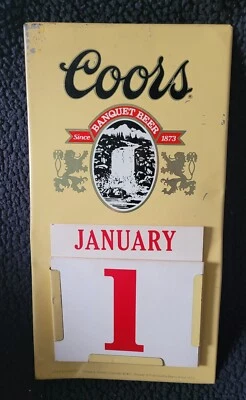 Coors
BANQUET BEER
Since 1873
JANUARY
1